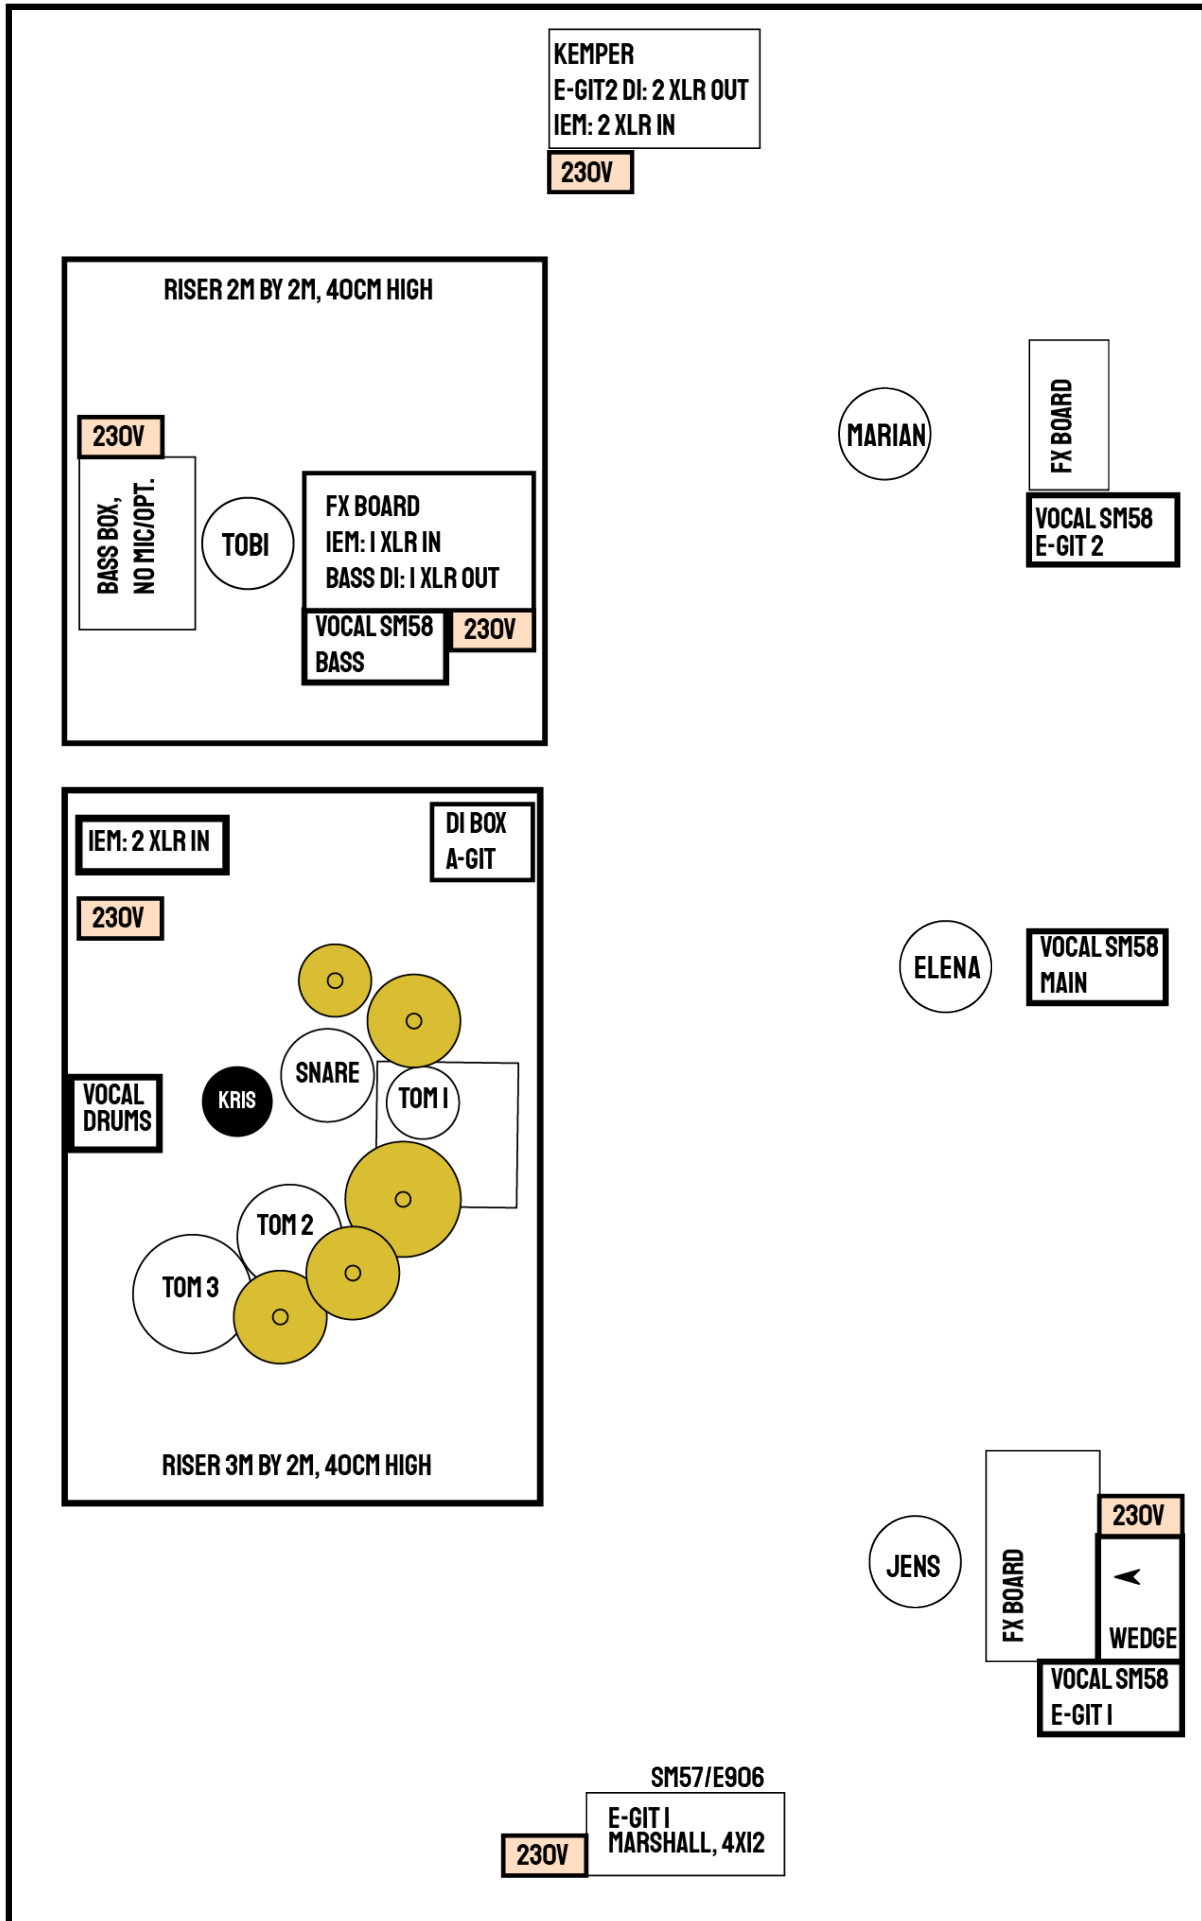 KEMPER
E-GIT2 DI: 2 XLR OUT
IEM: 2 XLR IN
230V
RISER 2M BY 2M, 40CM HIGH
230V
BASS BOX,
NO MIC/OPT.
TOBI
FX BOARD
IEM: 1 XLR IN
BASS DI: 1 XLR OUT
VOCAL SM58
BASS
230V
MARIAN
FX BOARD
VOCAL SM58
E-GIT 2
IEM: 2 XLR IN
DI BOX
A-GIT
230V
SNARE
TOM 1
KRIS
VOCAL
DRUMS
TOM 2
TOM 3
RISER 3M BY 2M, 40CM HIGH
ELENA
VOCAL SM58
MAIN
JENS
FX BOARD
230V
WEDGE
VOCAL SM58
E-GIT 1
SM57/E906
E-GIT 1
MARSHALL, 4X12
230V